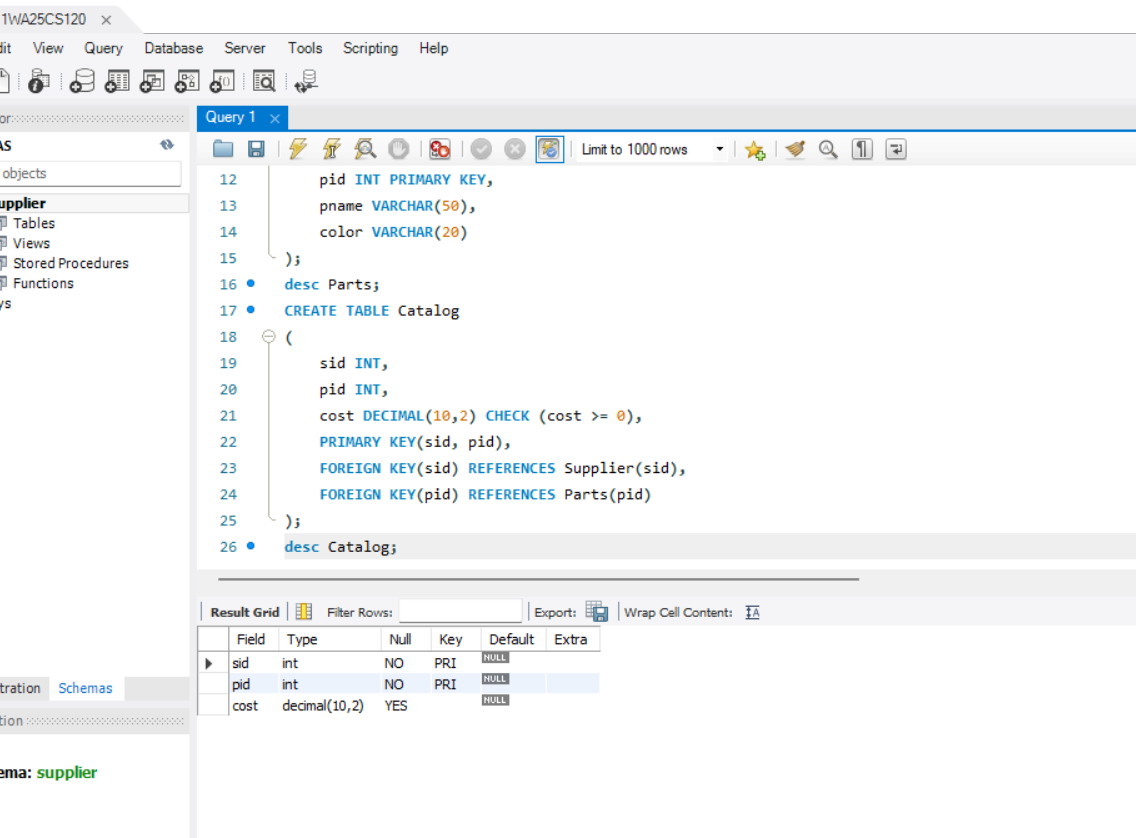 1WA25CS120
dit View Query Database Server Tools Scripting Help
or
Query 1
AS
Limit to 1000 rows
objects
upplier
Tables
Views
Stored Procedures
Functions
ys
12 pid INT PRIMARY KEY,
13 pname VARCHAR(50),
14 color VARCHAR(20)
15 );
16 desc Parts;
17 CREATE TABLE Catalog
18 (
19 sid INT,
20 pid INT,
21 cost DECIMAL(10,2) CHECK (cost >= 0),
22 PRIMARY KEY(sid, pid),
23 FOREIGN KEY(sid) REFERENCES Supplier(sid),
24 FOREIGN KEY(pid) REFERENCES Parts(pid)
25 );
26 desc Catalog;
Result Grid Filter Rows: Export: Wrap Cell Content:
Field Type Null Key Default Extra
sid int NO PRI NULL
pid int NO PRI NULL
cost decimal(10,2) YES NULL
tration Schemas
tion
ema: supplier